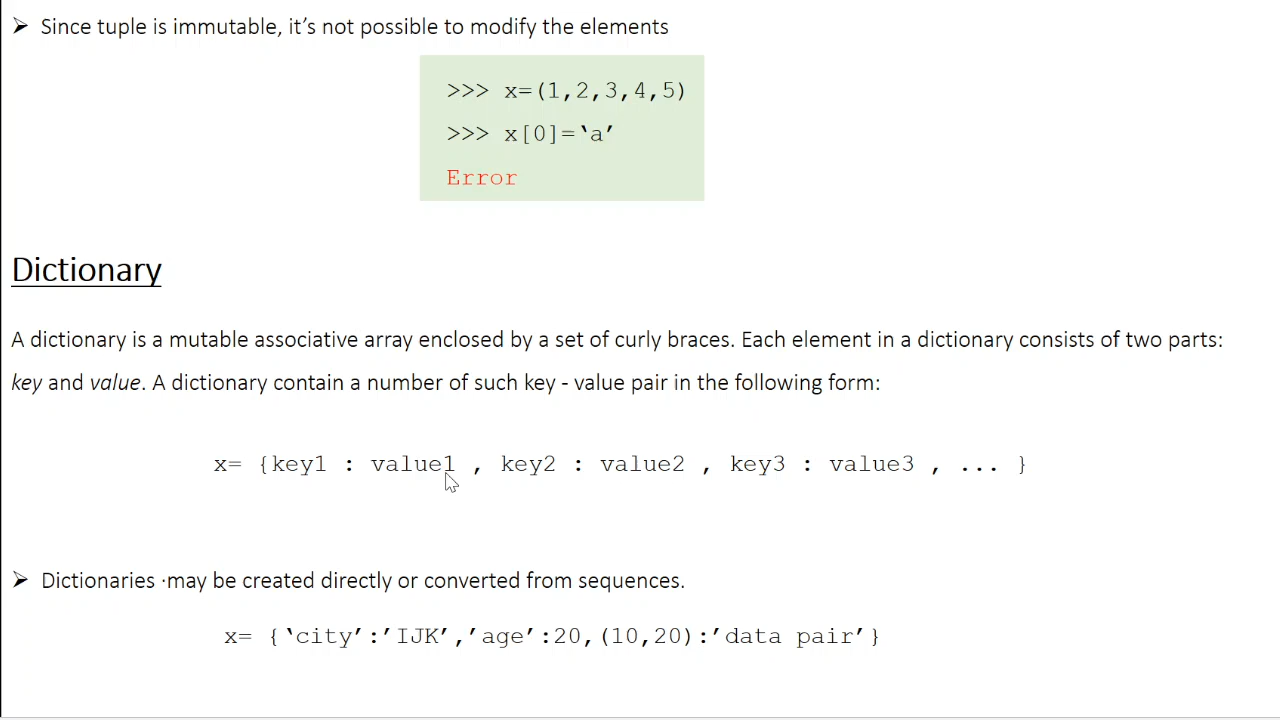 ➢ Since tuple is immutable, it’s not possible to modify the elements
>>> x=(1,2,3,4,5)
>>> x[0]=‘a’
Error
Dictionary
A dictionary is a mutable associative array enclosed by a set of curly braces. Each element in a dictionary consists of two parts:
key and value. A dictionary contain a number of such key - value pair in the following form:
x= {key1 : value1 , key2 : value2 , key3 : value3 , ... }
➢ Dictionaries ·may be created directly or converted from sequences.
x= {‘city’:’IJK’,’age’:20,(10,20):’data pair’}